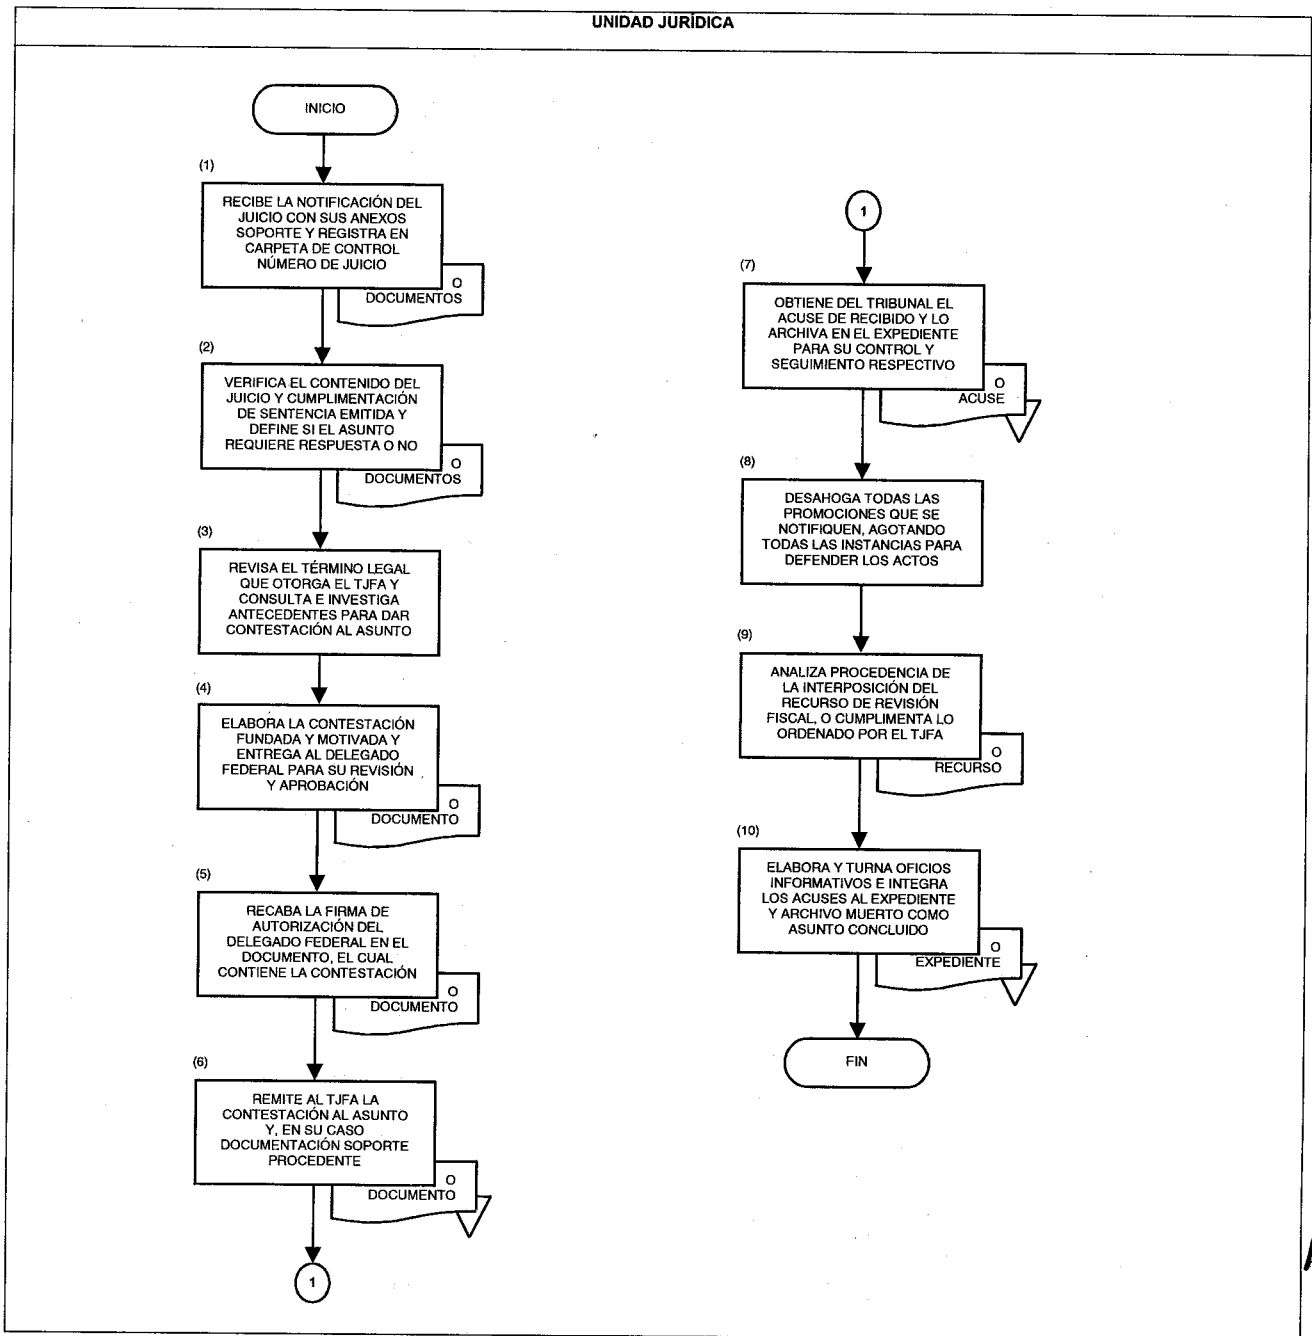 UNIDAD JURÍDICA
INICIO
(1)
RECIBE LA NOTIFICACIÓN DEL
JUICIO CON SUS ANEXOS
SOPORTE Y REGISTRA EN
CARPETA DE CONTROL
NÚMERO DE JUICIO
O
DOCUMENTOS
(2)
VERIFICA EL CONTENIDO DEL
JUICIO Y CUMPLIMENTACIÓN
DE SENTENCIA EMITIDA Y
DEFINE SI EL ASUNTO
REQUIERE RESPUESTA O NO
O
DOCUMENTOS
(3)
REVISA EL TÉRMINO LEGAL
QUE OTORGA EL TJFA Y
CONSULTA E INVESTIGA
ANTECEDENTES PARA DAR
CONTESTACIÓN AL ASUNTO
(4)
ELABORA LA CONTESTACIÓN
FUNDADA Y MOTIVADA Y
ENTREGA AL DELEGADO
FEDERAL PARA SU REVISIÓN
Y APROBACIÓN
O
DOCUMENTO
(5)
RECABA LA FIRMA DE
AUTORIZACIÓN DEL
DELEGADO FEDERAL EN EL
DOCUMENTO, EL CUAL
CONTIENE LA CONTESTACIÓN
O
DOCUMENTO
(6)
REMITE AL TJFA LA
CONTESTACIÓN AL ASUNTO
Y, EN SU CASO
DOCUMENTACIÓN SOPORTE
PROCEDENTE
O
DOCUMENTO
1
1
(7)
OBTIENE DEL TRIBUNAL EL
ACUSE DE RECIBIDO Y LO
ARCHIVA EN EL EXPEDIENTE
PARA SU CONTROL Y
SEGUIMIENTO RESPECTIVO
O
ACUSE
(8)
DESAHOGA TODAS LAS
PROMOCIONES QUE SE
NOTIFIQUEN, AGOTANDO
TODAS LAS INSTANCIAS PARA
DEFENDER LOS ACTOS
(9)
ANALIZA PROCEDENCIA DE
LA INTERPOSICIÓN DEL
RECURSO DE REVISIÓN
FISCAL, O CUMPLIMENTA LO
ORDENADO POR EL TJFA
O
RECURSO
(10)
ELABORA Y TURNA OFICIOS
INFORMATIVOS E INTEGRA
LOS ACUSES AL EXPEDIENTE
Y ARCHIVO MUERTO COMO
ASUNTO CONCLUIDO
O
EXPEDIENTE
FIN